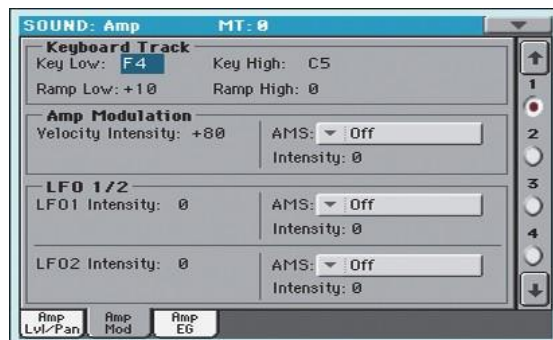 SOUND: Amp MT: 0
Keyboard Track
Key Low: F4 Key High: C5
Ramp Low: +10 Ramp High: 0
Amp Modulation
Velocity Intensity: +80 AMS: Off
Intensity: 0
LFO 1/2
LFO1 Intensity: 0 AMS: Off
Intensity: 0
LFO2 Intensity: 0 AMS: Off
Intensity: 0
1
2
3
4
Amp Lvl/Pan Amp Mod Amp EG